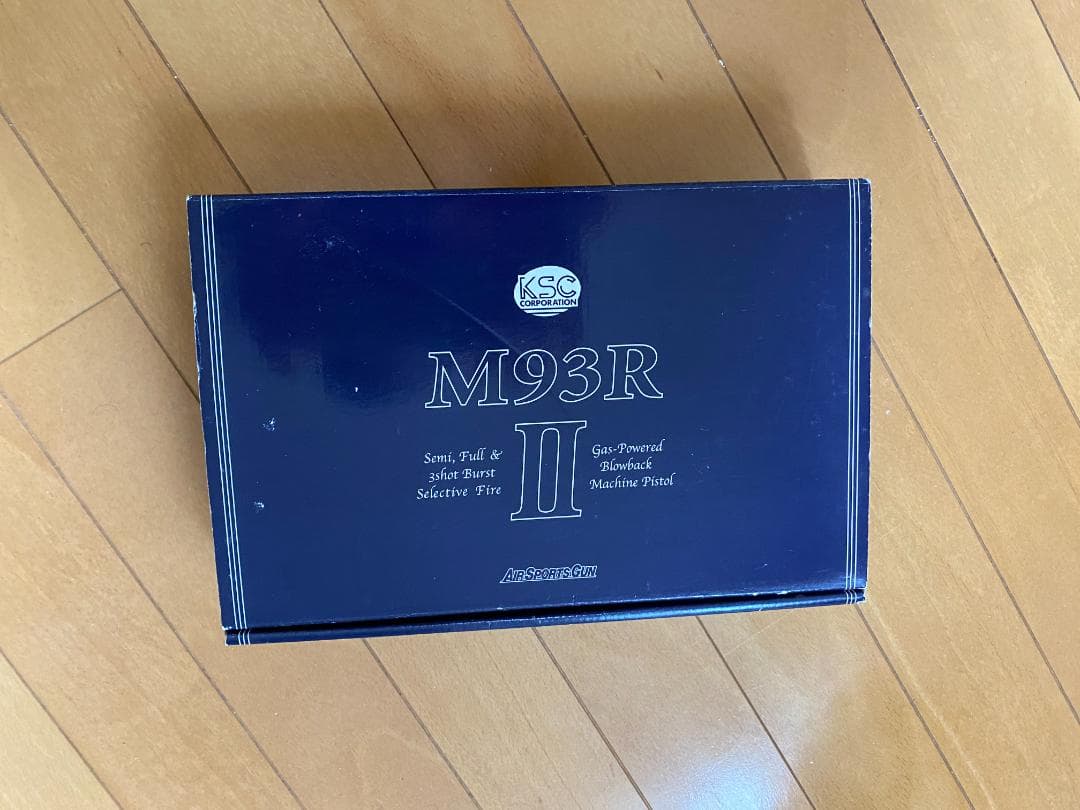 KSC
CORPORATION
M93R
II
Semi, Full &
3shot Burst
Selective Fire
Gas-Powered
Blowback
Machine Pistol
AIR SPORTS GUN